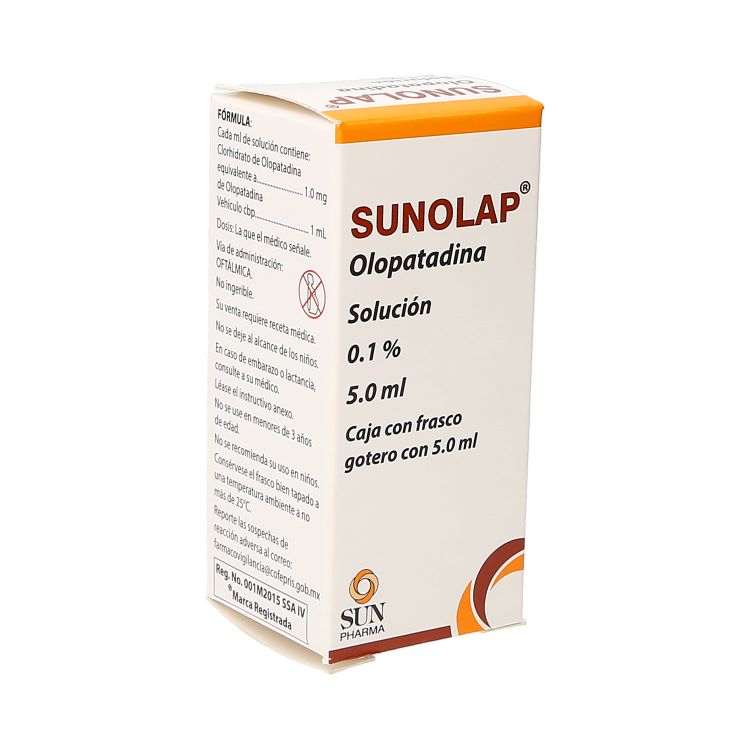 SUNOLAP®
Olopatadina
solución
FÓRMULA:
Cada ml de solución contiene:
Clorhidrato de Olopatadina
equivalente a.................... 1.0 mg
de Olopatadina
Vehículo cbp.................... 1 mL
Dosis: La que el médico señale.
Vía de administración:
OFTÁLMICA.
No ingerible.
Su venta requiere receta médica.
No se deje al alcance de los niños.
En caso de embarazo o lactancia,
consulte a su médico.
Léase el instructivo anexo.
No se use en menores de 3 años
de edad.
No se recomienda su uso en niños.
Consérvese el frasco bien tapado a
una temperatura ambiente a no
más de 25°C.
Reporte las sospechas de
reacción adversa al correo:
farmacovigilancia@cofepris.gob.mx
Reg. No. 001M2015 SSA IV
® Marca Registrada
SUNOLAP®
Olopatadina
Solución
0.1 %
5.0 ml
Caja con frasco
gotero con 5.0 ml
SUN
PHARMA